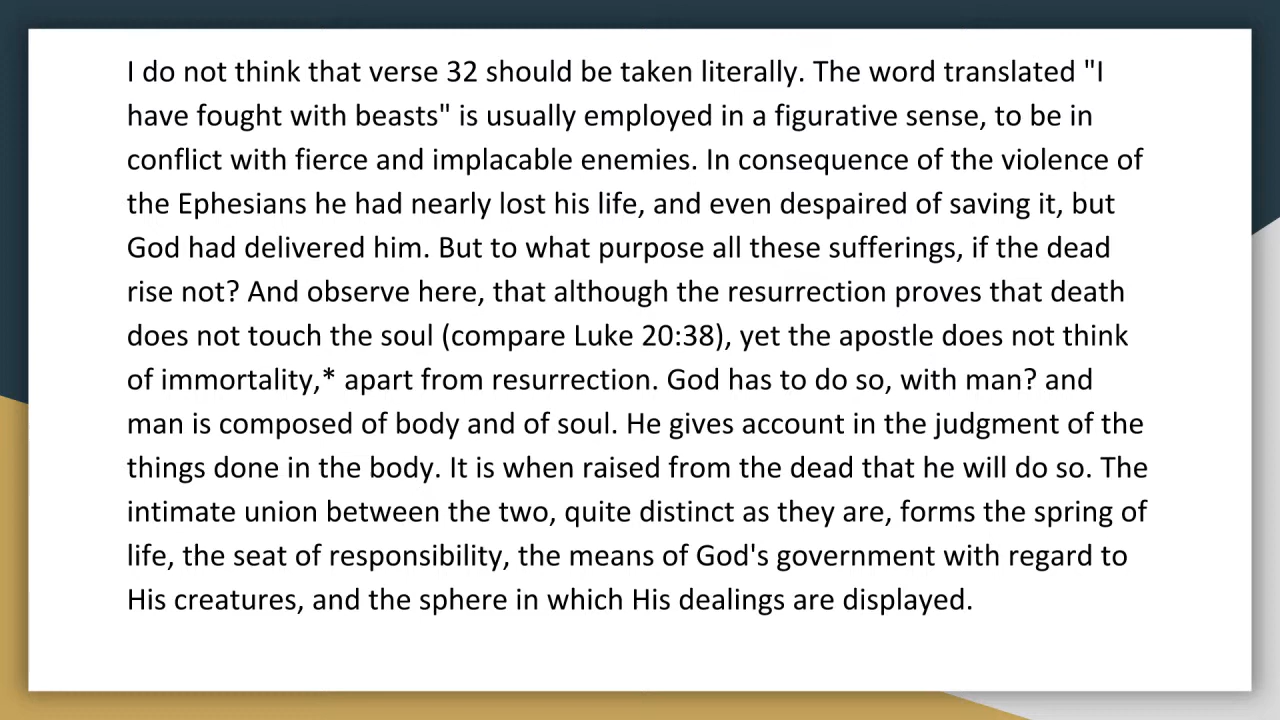 I do not think that verse 32 should be taken literally. The word translated "I
have fought with beasts" is usually employed in a figurative sense, to be in
conflict with fierce and implacable enemies. In consequence of the violence of
the Ephesians he had nearly lost his life, and even despaired of saving it, but
God had delivered him. But to what purpose all these sufferings, if the dead
rise not? And observe here, that although the resurrection proves that death
does not touch the soul (compare Luke 20:38), yet the apostle does not think
of immortality,* apart from resurrection. God has to do so, with man? and
man is composed of body and of soul. He gives account in the judgment of the
things done in the body. It is when raised from the dead that he will do so. The
intimate union between the two, quite distinct as they are, forms the spring of
life, the seat of responsibility, the means of God's government with regard to
His creatures, and the sphere in which His dealings are displayed.